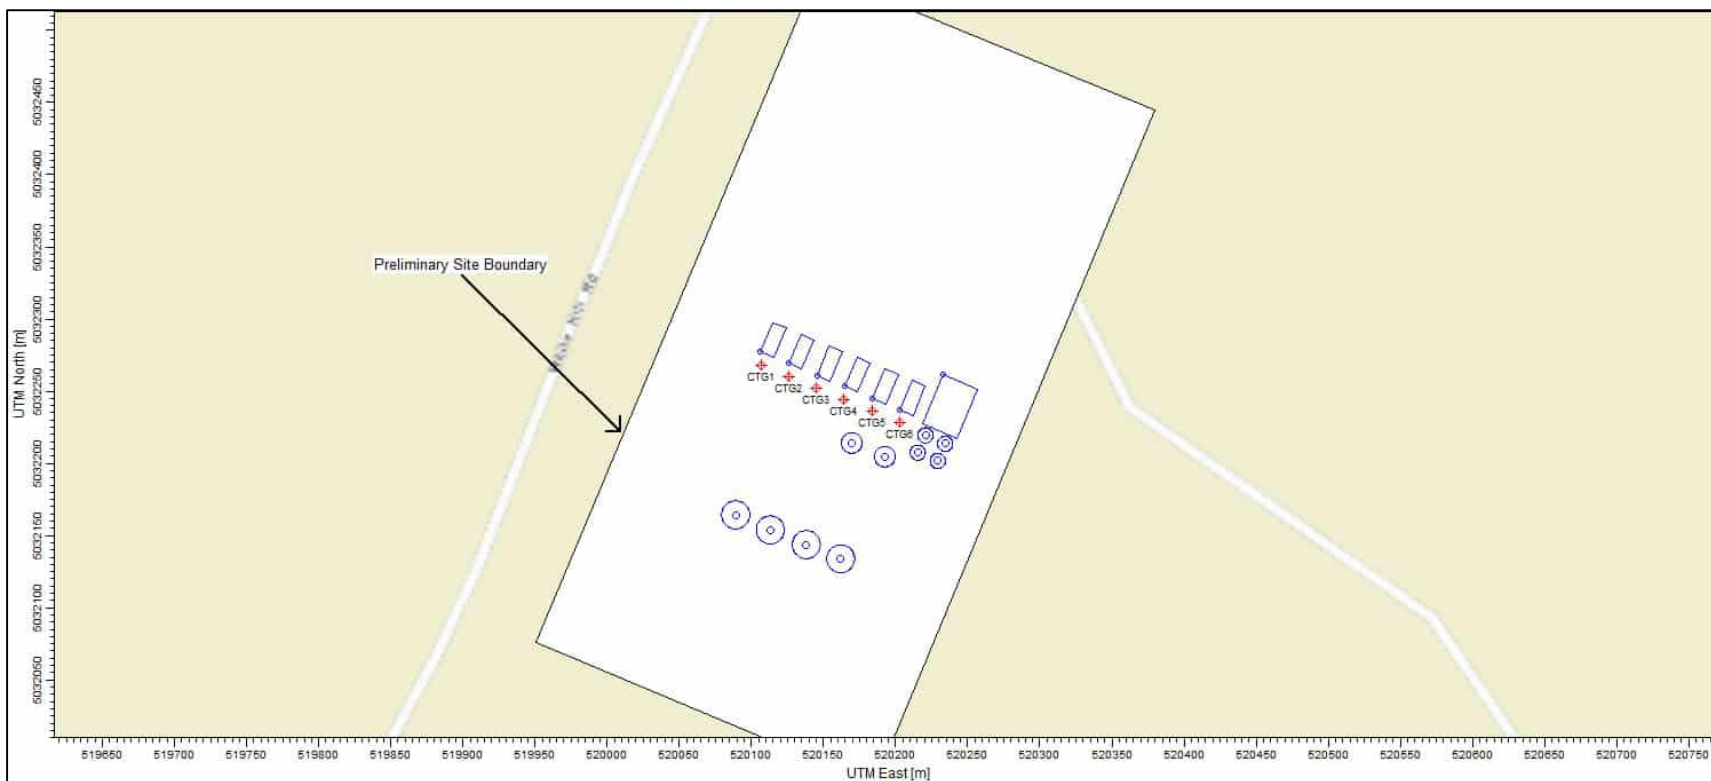 UTM North [m]
5032450
5032400
5032350
5032300
5032250
5032200
5032150
5032100
5032050
Preliminary Site Boundary
CTG1
CTG2
CTG3
CTG4
CTG5
CTG6
519650 519700 519750 519800 519850 519900 519950 520000 520050 520100 520150 520200 520250 520300 520350 520400 520450 520500 520550 520600 520650 520700 520750
UTM East [m]